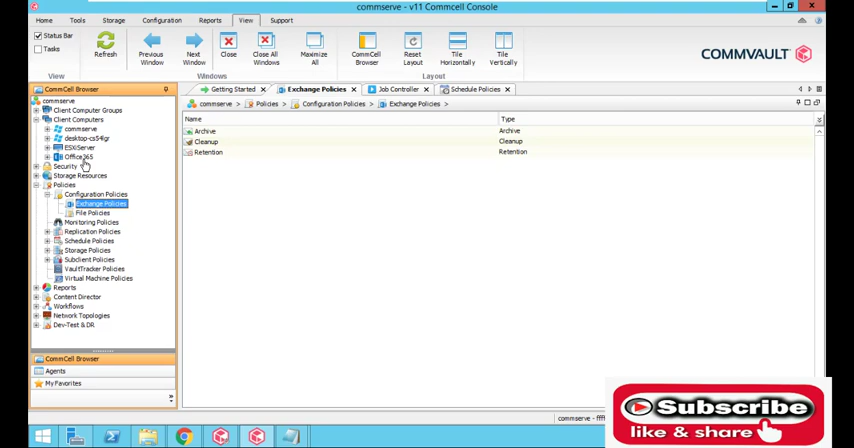 commserve - v11 Commcell Console
Home Tools Storage Configuration Reports View Support
Status Bar
Tasks
Refresh
Previous Window
Next Window
Close
Close All Windows
Maximize All
CommCell Browser
Reset Layout
Tile Horizontally
Tile Vertically
View Windows Layout
COMMVAULT
CommCell Browser
Getting Started Exchange Policies Job Controller Schedule Policies
commserve > Policies > Configuration Policies > Exchange Policies >
commserve
Client Computer Groups
Client Computers
commserve
desktop-cs54lgr
ESXiServer
Office365
Security
Storage Resources
Policies
Configuration Policies
Exchange Policies
File Policies
Monitoring Policies
Replication Policies
Schedule Policies
Storage Policies
Subclient Policies
VaultTracker Policies
Virtual Machine Policies
Reports
Content Director
Workflows
Network Topologies
Dev-Test & DR
Name Type
Archive Archive
Cleanup Cleanup
Retention Retention
CommCell Browser
Agents
My Favorites
Subscribe
like & share